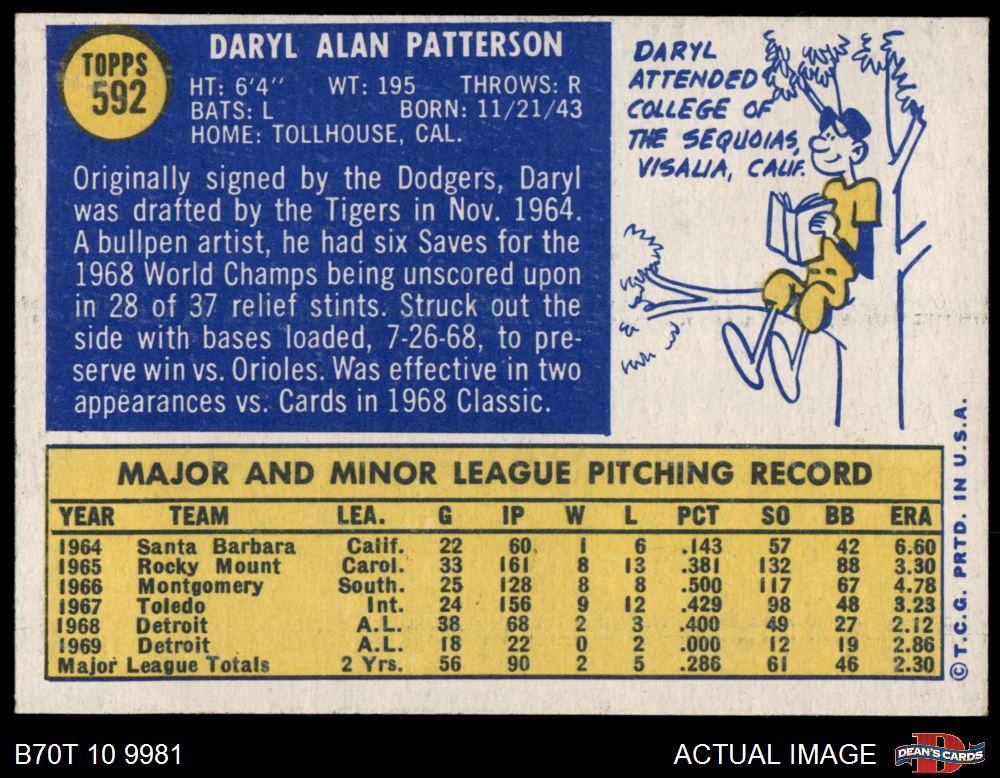 TOPPS
592
DARYL ALAN PATTERSON
HT: 6'4" WT: 195 THROWS: R
BATS: L BORN: 11/21/43
HOME: TOLLHOUSE, CAL.
Originally signed by the Dodgers, Daryl
was drafted by the Tigers in Nov. 1964.
A bullpen artist, he had six Saves for the
1968 World Champs being unscored upon
in 28 of 37 relief stints. Struck out the
side with bases loaded, 7-26-68, to pre-
serve win vs. Orioles. Was effective in two
appearances vs. Cards in 1968 Classic.
DARYL
ATTENDED
COLLEGE OF
THE SEQUOIAS,
VISALIA, CALIF.
MAJOR AND MINOR LEAGUE PITCHING RECORD
YEAR TEAM LEA. G IP W L PCT SO BB ERA
1964 Santa Barbara Calif. 22 60 1 6 .143 57 42 6.60
1965 Rocky Mount Carol. 33 161 8 13 .381 132 88 3.30
1966 Montgomery South. 25 128 8 8 .500 117 67 4.78
1967 Toledo Int. 24 156 9 12 .429 98 48 3.23
1968 Detroit A.L. 38 68 2 3 .400 49 27 2.12
1969 Detroit A.L. 18 22 0 2 .000 12 19 2.86
Major League Totals 2 Yrs. 56 90 2 5 .286 61 46 2.30
© T.C.G. PRTD. IN U.S.A.
B70T 10 9981
ACTUAL IMAGE
DEAN'S CARDS